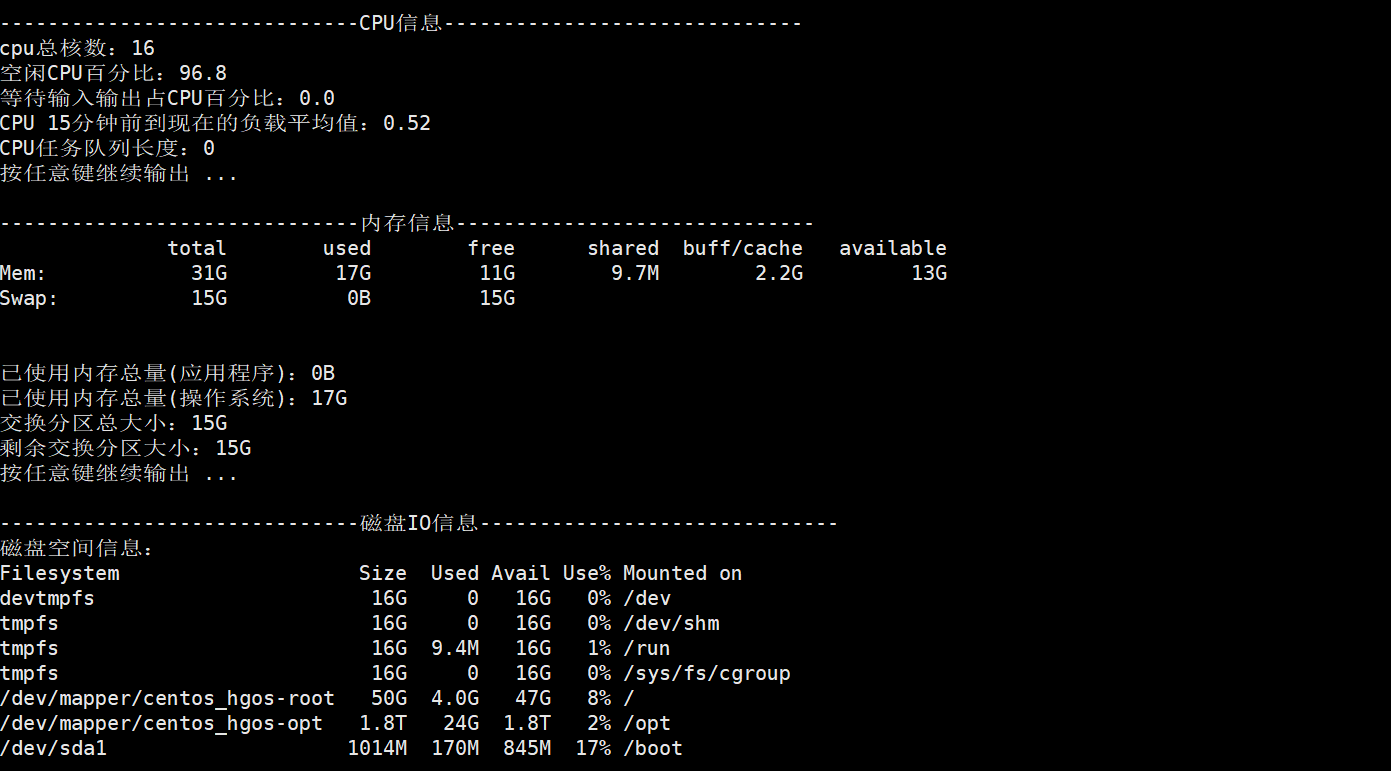 ------------------------------CPU信息------------------------------
cpu总核数：16
空闲CPU百分比：96.8
等待输入输出占CPU百分比：0.0
CPU 15分钟前到现在的负载平均值：0.52
CPU任务队列长度：0
按任意键继续输出 ...
------------------------------内存信息------------------------------
              total        used        free      shared  buff/cache   available
Mem:            31G         17G         11G        9.7M        2.2G         13G
Swap:           15G          0B         15G
已使用内存总量(应用程序)：0B
已使用内存总量(操作系统)：17G
交换分区总大小：15G
剩余交换分区大小：15G
按任意键继续输出 ...
------------------------------磁盘IO信息------------------------------
磁盘空间信息：
Filesystem                    Size  Used Avail Use% Mounted on
devtmpfs                       16G     0   16G   0% /dev
tmpfs                          16G     0   16G   0% /dev/shm
tmpfs                          16G  9.4M   16G   1% /run
tmpfs                          16G     0   16G   0% /sys/fs/cgroup
/dev/mapper/centos_hgos-root   50G  4.0G   47G   8% /
/dev/mapper/centos_hgos-opt   1.8T   24G  1.8T   2% /opt
/dev/sda1                    1014M  170M  845M  17% /boot